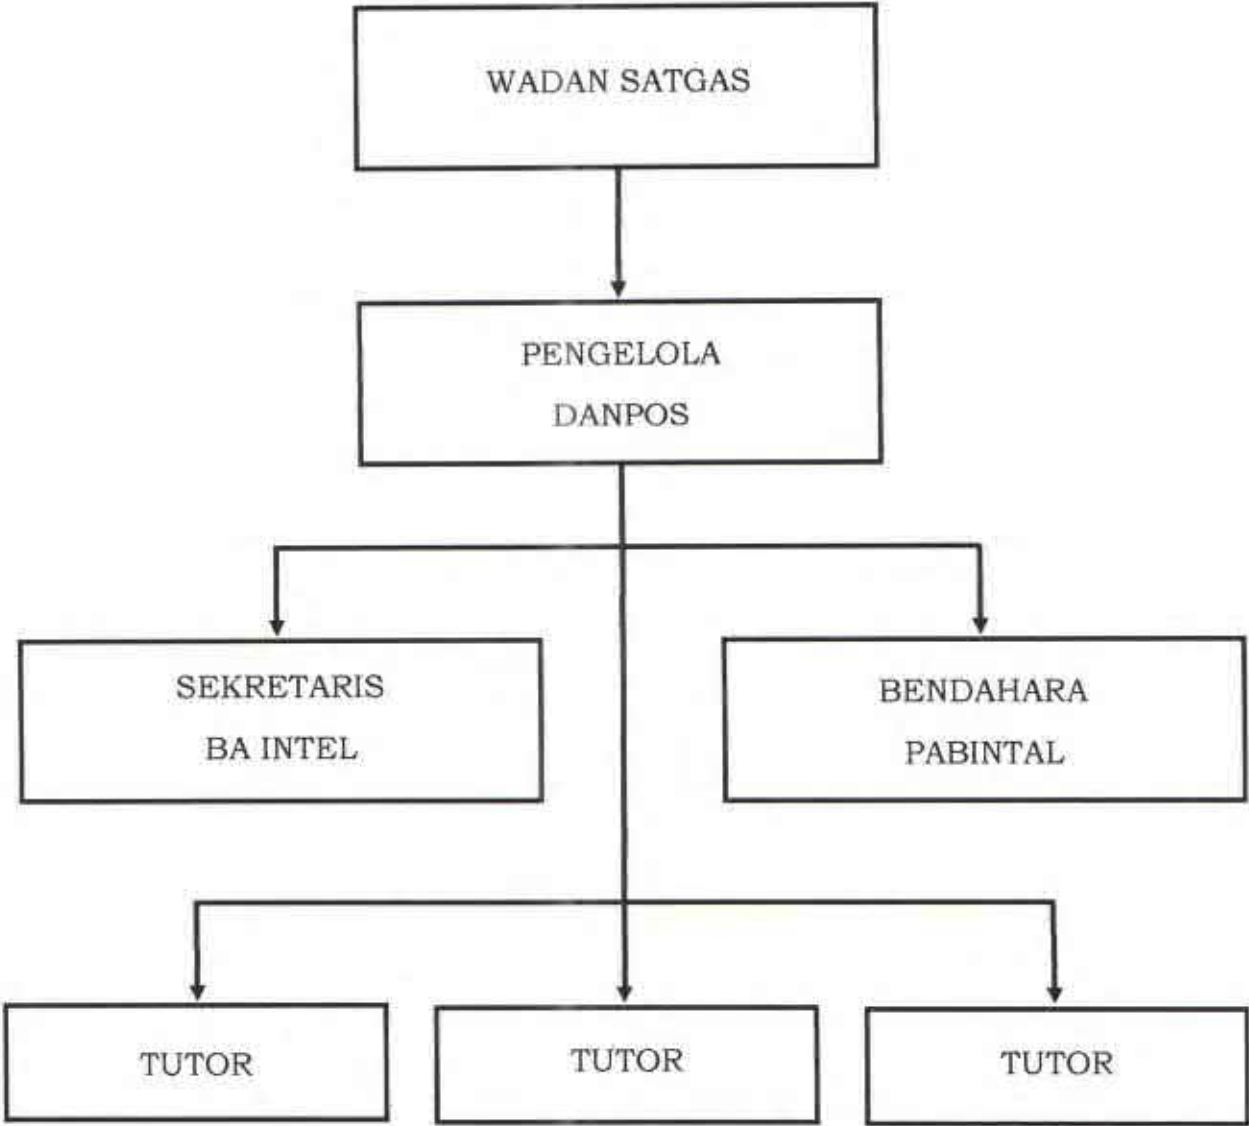 WADAN SATGAS
PENGELOLA
DANPOS
SEKRETARIS
BA INTEL
BENDAHARA
PABINTAL
TUTOR
TUTOR
TUTOR